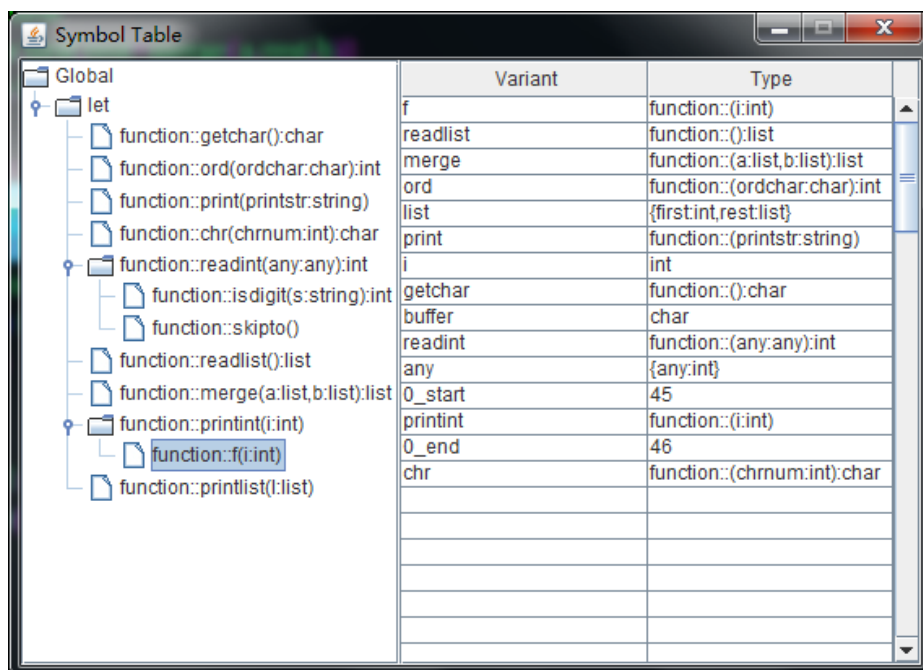 Symbol Table
Global
let
function::getchar():char
function::ord(ordchar:char):int
function::print(printstr:string)
function::chr(chrnum:int):char
function::readint(any:any):int
function::isdigit(s:string):int
function::skipto()
function::readlist():list
function::merge(a:list,b:list):list
function::printint(i:int)
function::f(i:int)
function::printlist(l:list)
Variant Type
f function::(i:int)
readlist function::():list
merge function::(a:list,b:list):list
ord function::(ordchar:char):int
list {first:int,rest:list}
print function::(printstr:string)
i int
getchar function::():char
buffer char
readint function::(any:any):int
any {any:int}
0_start 45
printint function::(i:int)
0_end 46
chr function::(chrnum:int):char